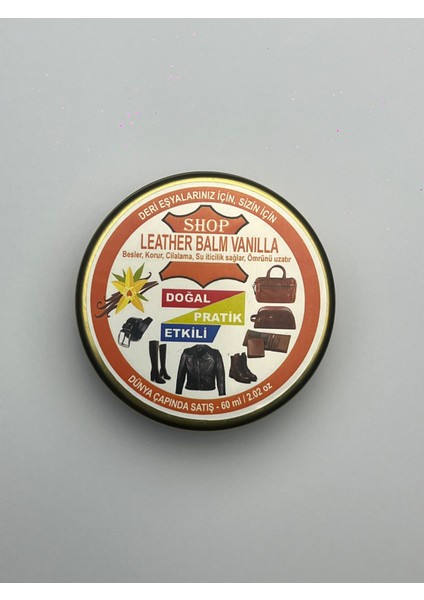 DERİ EŞYALARINIZ İÇİN, SİZİN İÇİN
SHOP
LEATHER BALM VANILLA
Besler, Korur, Cilalama, Su iticilik sağlar, Ömrünü uzatır
DOĞAL
PRATİK
ETKİLİ
DÜNYA ÇAPINDA SATIŞ - 60 ml / 2.02 oz